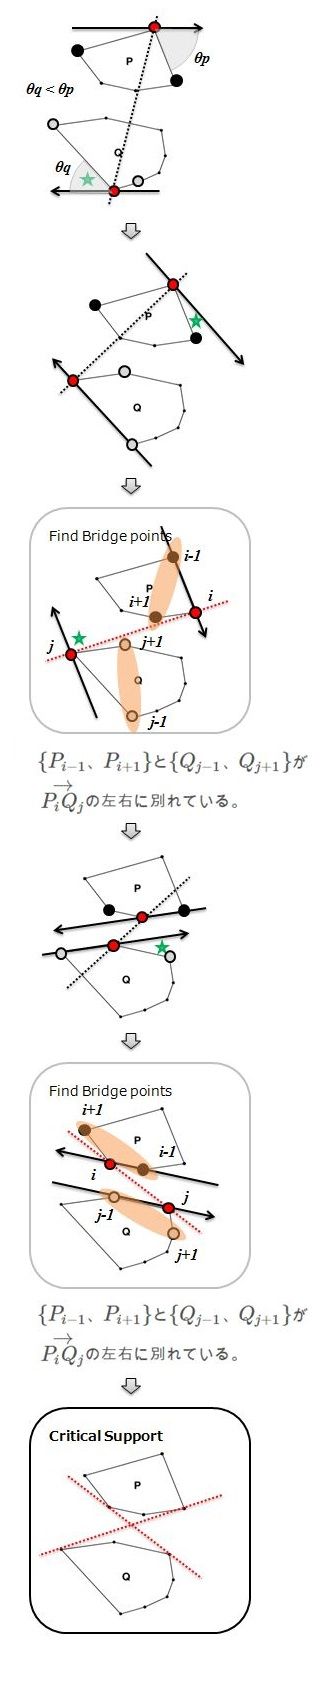 P
θp
θq < θp
Q
θq
P
Q
Find Bridge points
i-1
P
i+1
i
j
j+1
Q
j-1
{P_{i-1}、P_{i+1}}と{Q_{j-1}、Q_{j+1}}が
\overrightarrow{P_iQ_j}の左右に別れている。
P
Q
Find Bridge points
i+1
P
i-1
i
j
j-1
Q
j+1
{P_{i-1}、P_{i+1}}と{Q_{j-1}、Q_{j+1}}が
\overrightarrow{P_iQ_j}の左右に別れている。
Critical Support
P
Q